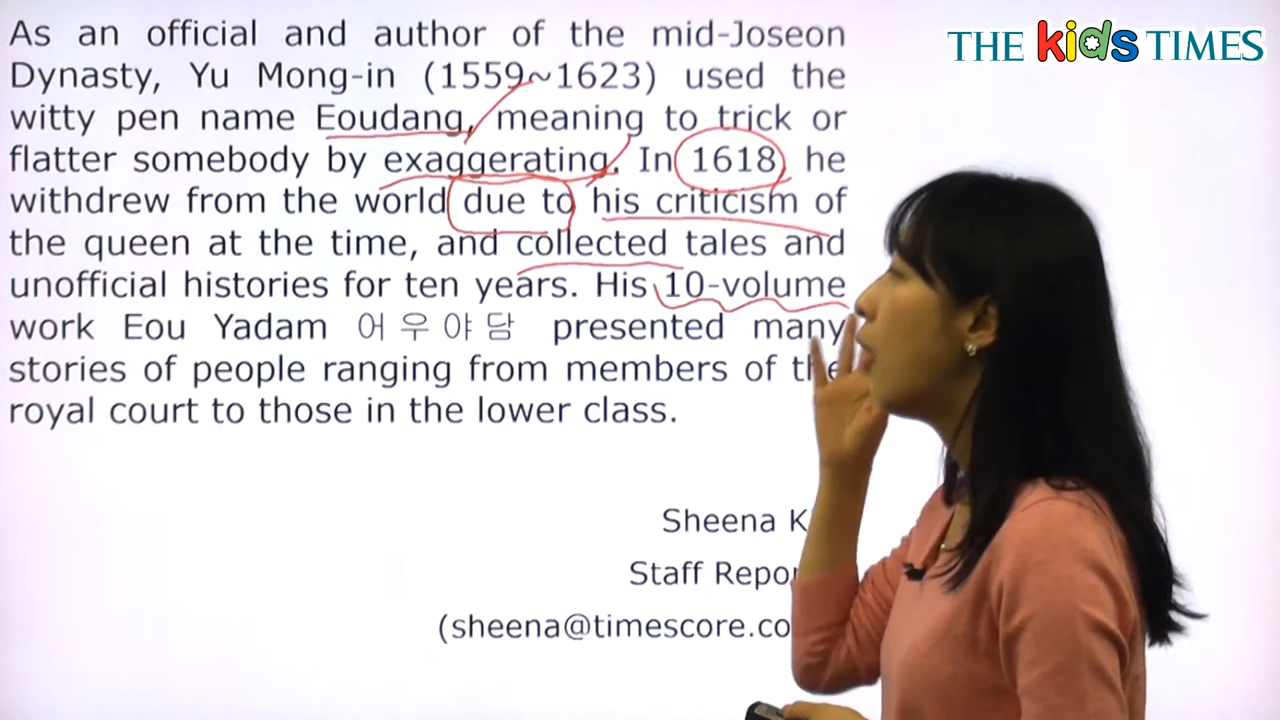 THE kids TIMES
As an official and author of the mid-Joseon
Dynasty, Yu Mong-in (1559~1623) used the
witty pen name Eoudang, meaning to trick or
flatter somebody by exaggerating. In 1618, he
withdrew from the world due to his criticism of
the queen at the time, and collected tales and
unofficial histories for ten years. His 10-volume
work Eou Yadam 어우야담 presented many
stories of people ranging from members of the
royal court to those in the lower class.
Sheena
Staff